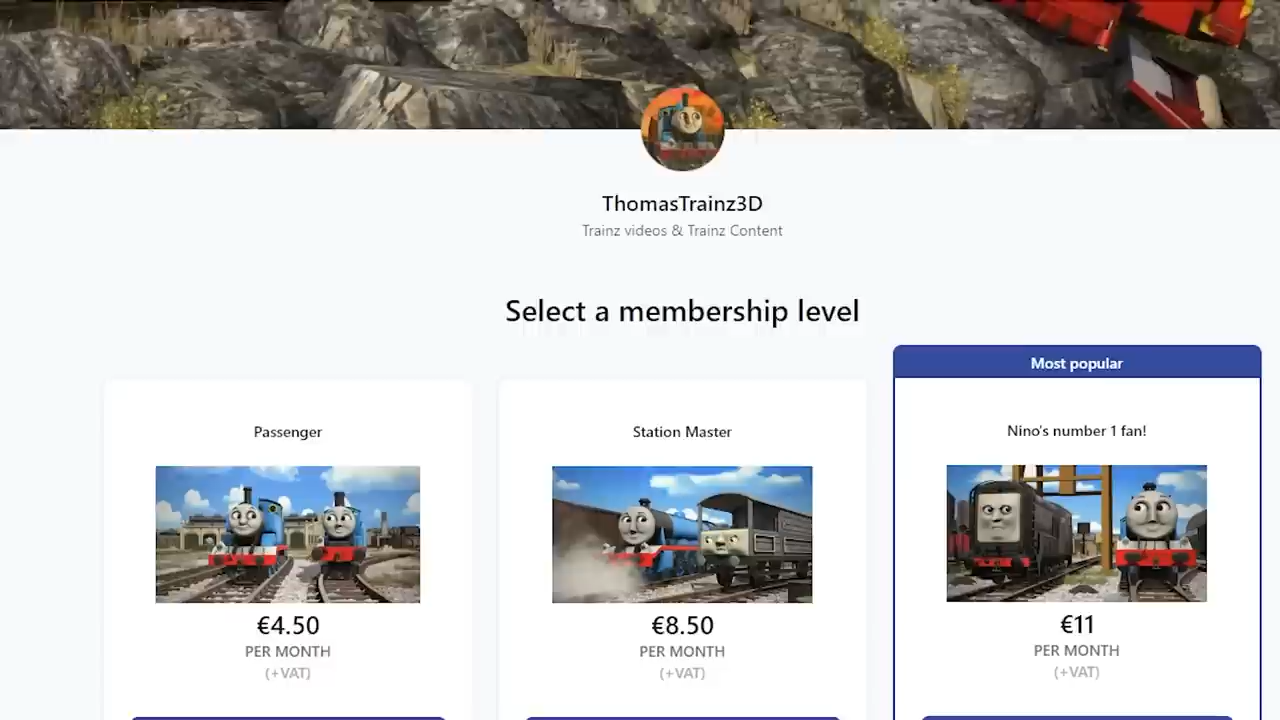 ThomasTrainz3D
Trainz videos & Trainz Content
Select a membership level
Most popular
Passenger
Station Master
Nino's number 1 fan!
€4.50
PER MONTH
(+VAT)
€8.50
PER MONTH
(+VAT)
€11
PER MONTH
(+VAT)